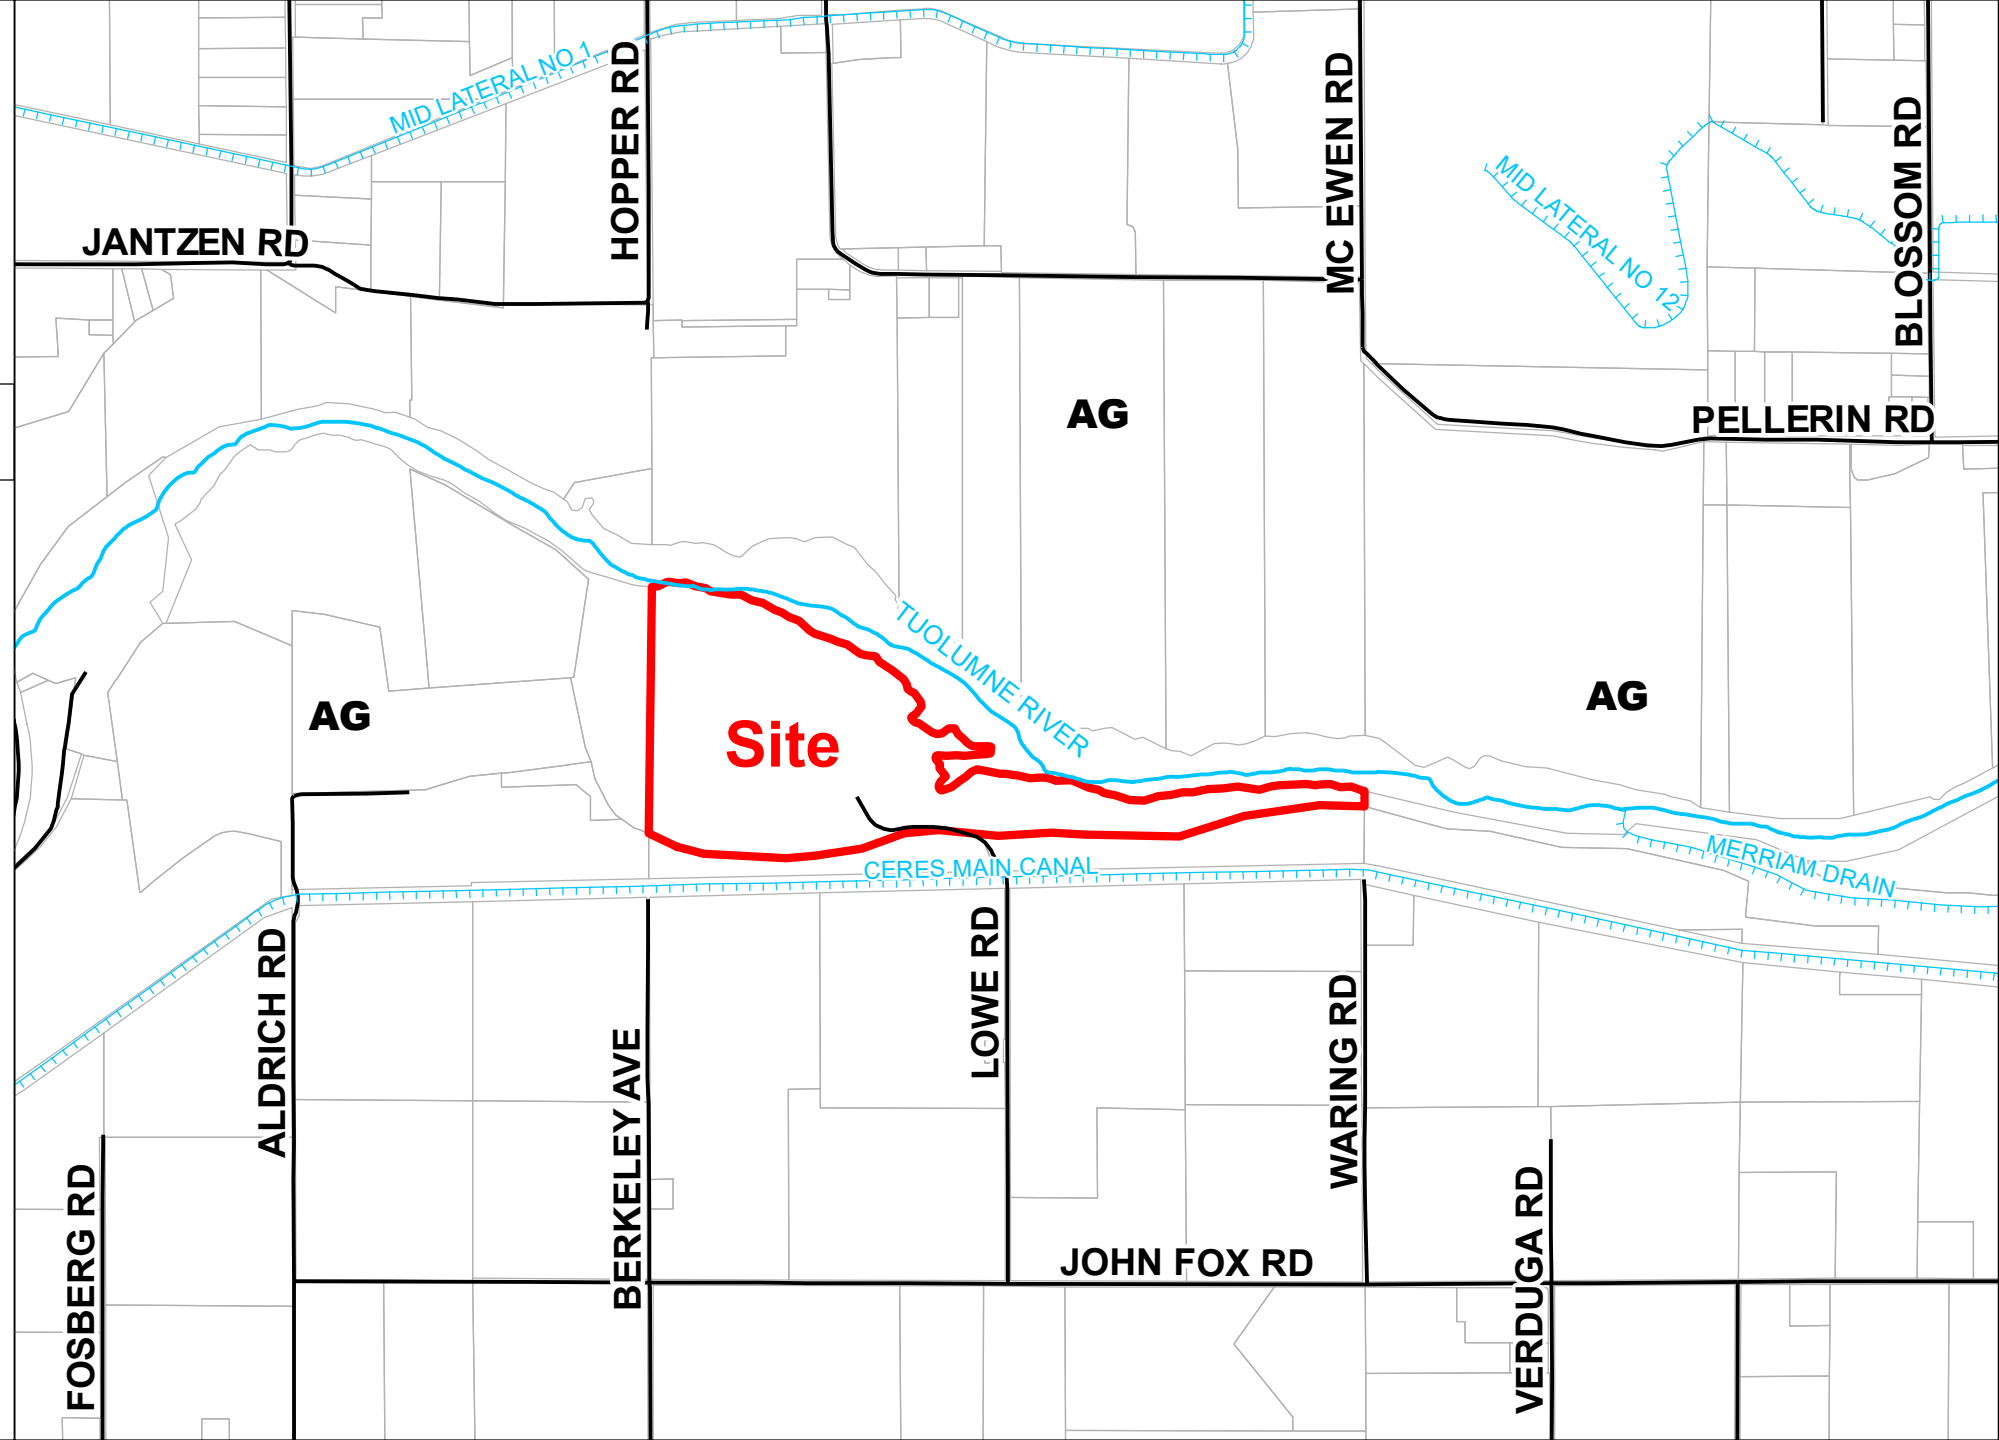 MID LATERAL NO 1
HOPPER RD
MC EWEN RD
BLOSSOM RD
MID LATERAL NO 12
JANTZEN RD
AG
PELLERIN RD
TUOLUMNE RIVER
AG
AG
Site
MERRIAM DRAIN
CERES MAIN CANAL
ALDRICH RD
LOWE RD
WARING RD
BERKELEY AVE
FOSBERG RD
VERDUGA RD
JOHN FOX RD